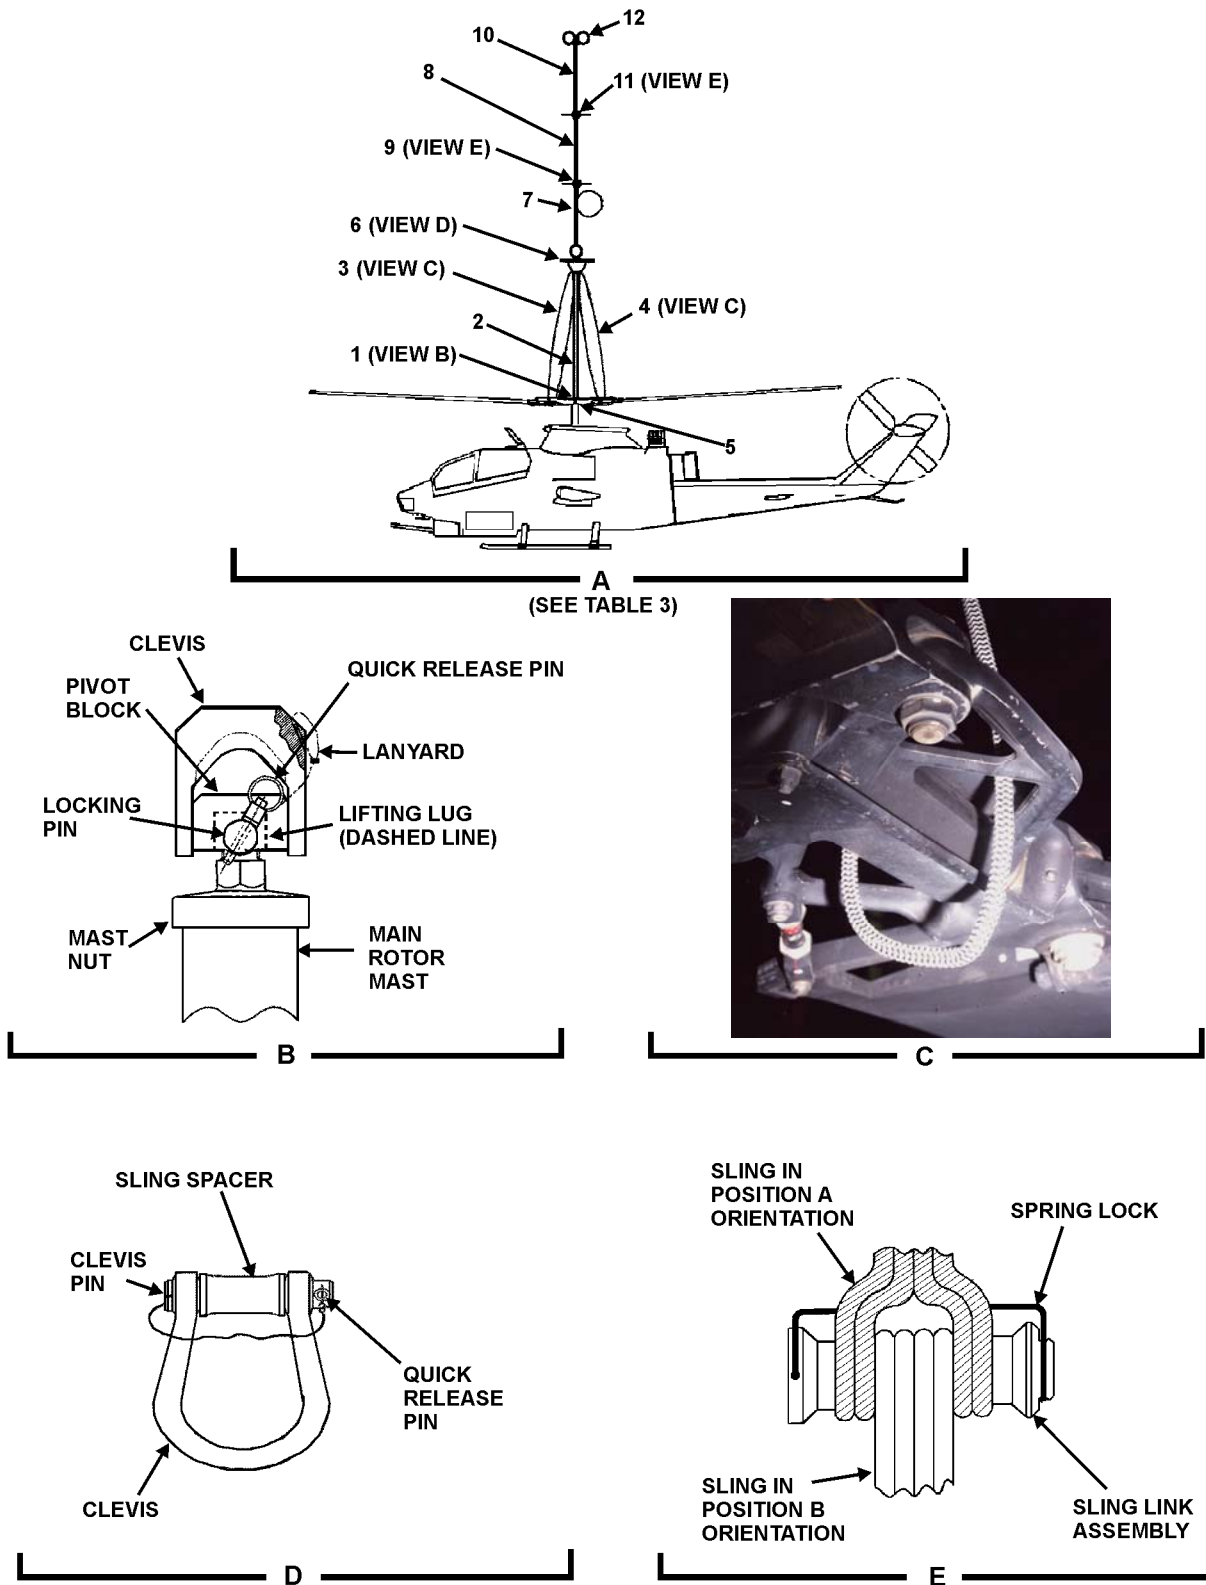 12
10
8
11 (VIEW E)
9 (VIEW E)
7
6 (VIEW D)
3 (VIEW C)
4 (VIEW C)
2
1 (VIEW B)
5
A
(SEE TABLE 3)
CLEVIS
QUICK RELEASE PIN
PIVOT
BLOCK
LANYARD
LOCKING
PIN
LIFTING LUG
(DASHED LINE)
MAST
NUT
MAIN
ROTOR
MAST
B
C
SLING SPACER
CLEVIS
PIN
QUICK
RELEASE
PIN
CLEVIS
D
SLING IN
POSITION A
ORIENTATION
SPRING LOCK
SLING IN
POSITION B
ORIENTATION
SLING LINK
ASSEMBLY
E